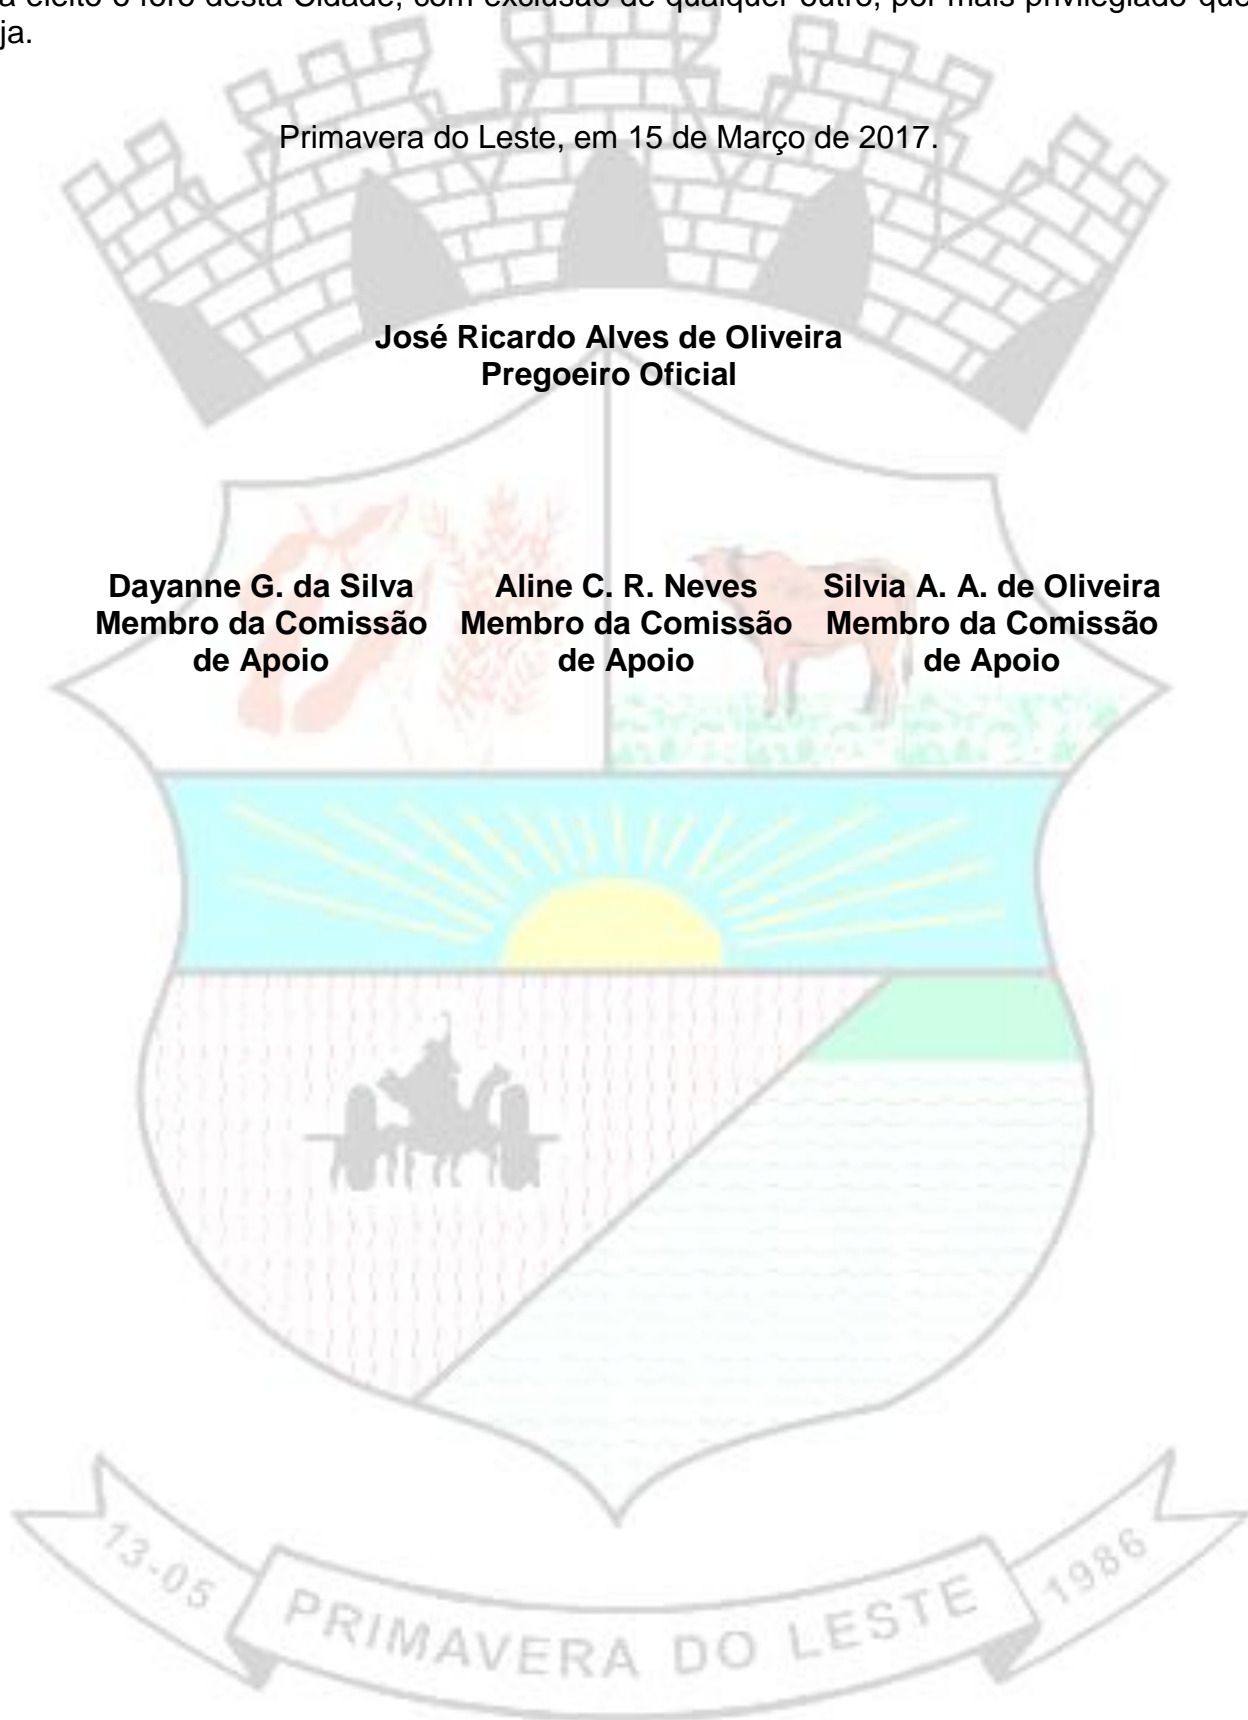 a eleito o foro desta Cidade, com exclusão de qualquer outro, por mais privilegiado que
ja.
Primavera do Leste, em 15 de Março de 2017.
José Ricardo Alves de Oliveira
Pregoeiro Oficial
Dayanne G. da Silva Aline C. R. Neves Silvia A. A. de Oliveira
Membro da Comissão Membro da Comissão Membro da Comissão
de Apoio de Apoio de Apoio
13-05 PRIMAVERA DO LESTE 1986